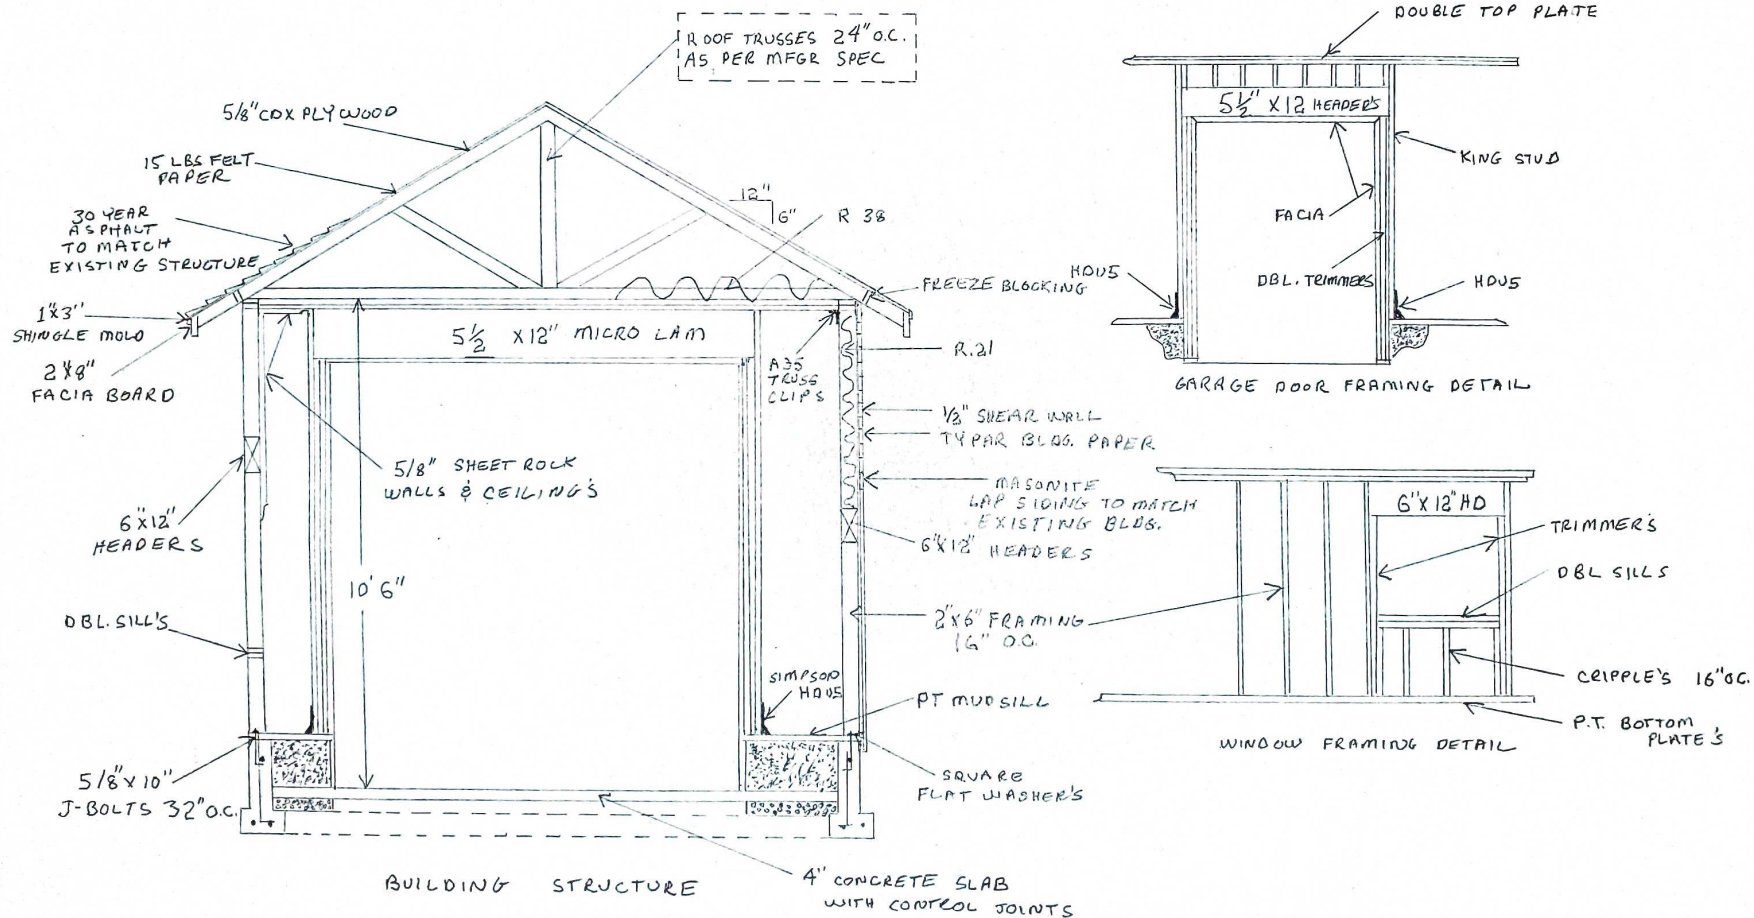 ROOF TRUSSES 24" O.C.
AS PER MFGR SPEC
5/8" CDX PLYWOOD
15 LBS FELT
PAPER
30 YEAR
ASPHALT
TO MATCH
EXISTING STRUCTURE
1"x3"
SHINGLE MOLD
2"x8"
FACIA BOARD
12"
6"
R 38
FREEZE BLOCKING
5 1/2 X 12" MICRO LAM
A35
TRUSS
CLIPS
R.21
1/2" SHEAR WALL
TYPAR BLDG. PAPER
MASONITE
LAP SIDING TO MATCH
EXISTING BLDG.
6"x12" HEADERS
5/8" SHEET ROCK
WALLS & CEILING'S
6"x12"
HEADERS
10' 6"
DBL. SILL'S
2"x6" FRAMING
16" O.C.
SIMPSON
HDU5
PT MUDSILL
5/8" x 10"
J-BOLTS 32" O.C.
SQUARE
FLAT WASHER'S
4" CONCRETE SLAB
WITH CONTROL JOINTS
BUILDING STRUCTURE
DOUBLE TOP PLATE
5 1/2" X 12 HEADER'S
KING STUD
FACIA
DBL. TRIMMERS
HDU5
HDU5
GARAGE DOOR FRAMING DETAIL
6"X12" HD
TRIMMER'S
DBL SILLS
CRIPPLE'S 16" OC.
P.T. BOTTOM
PLATE'S
WINDOW FRAMING DETAIL